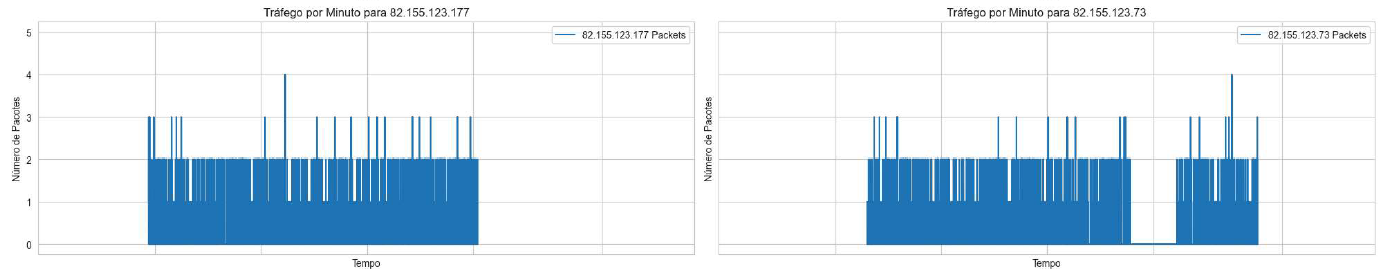 Tráfego por Minuto para 82.155.123.177
82.155.123.177 Packets
Número de Pacotes
5
4
3
2
1
0
Tempo
Tráfego por Minuto para 82.155.123.73
82.155.123.73 Packets
Número de Pacotes
Tempo